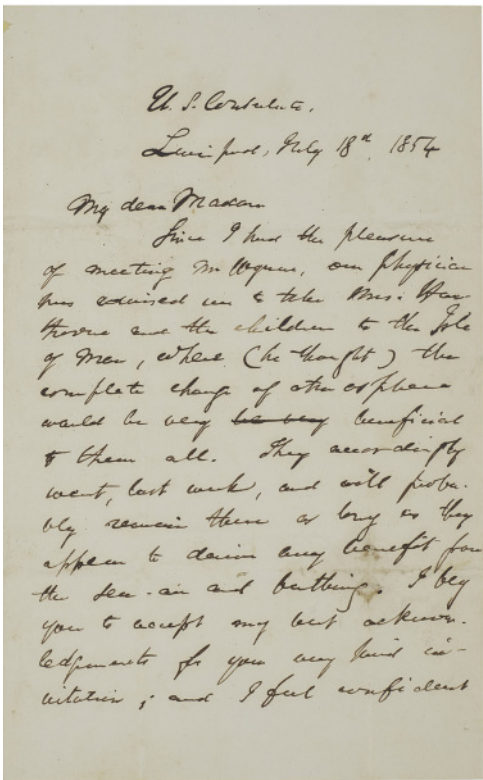 U. S. Consulate,
Liverpool, July 18th, 1854
My dear Madam
Since I had the pleasure
of meeting Mr, our physician
has advised me to take Mrs. Haw
thorne and the children to the Isle
of Man, where (he thought) the
complete change of atmosphere
would be very be very beneficial
to them all. They accordingly
went, last week, and will proba-
bly remain there as long as they
appear to derive any benefit from
the sea-air and bathing. I beg
you to accept my best acknow-
ledgments for your very kind in-
vitation; and I feel confident